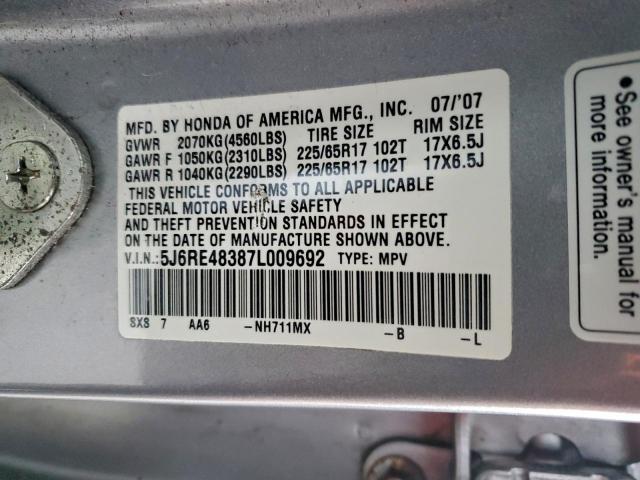 MFD. BY HONDA OF AMERICA MFG., INC. 07/'07
GVWR 2070KG(4560LBS) TIRE SIZE RIM SIZE
GAWR F 1050KG(2310LBS) 225/65R17 102T 17X6.5J
GAWR R 1040KG(2290LBS) 225/65R17 102T 17X6.5J
THIS VEHICLE CONFORMS TO ALL APPLICABLE
FEDERAL MOTOR VEHICLE SAFETY
AND THEFT PREVENTION STANDARDS IN EFFECT
ON THE DATE OF MANUFACTURE SHOWN ABOVE.
V.I.N.: 5J6RE48387L009692 TYPE: MPV
SXS 7 AA6 -NH711MX -B -L
•See owner's manual for
more information.